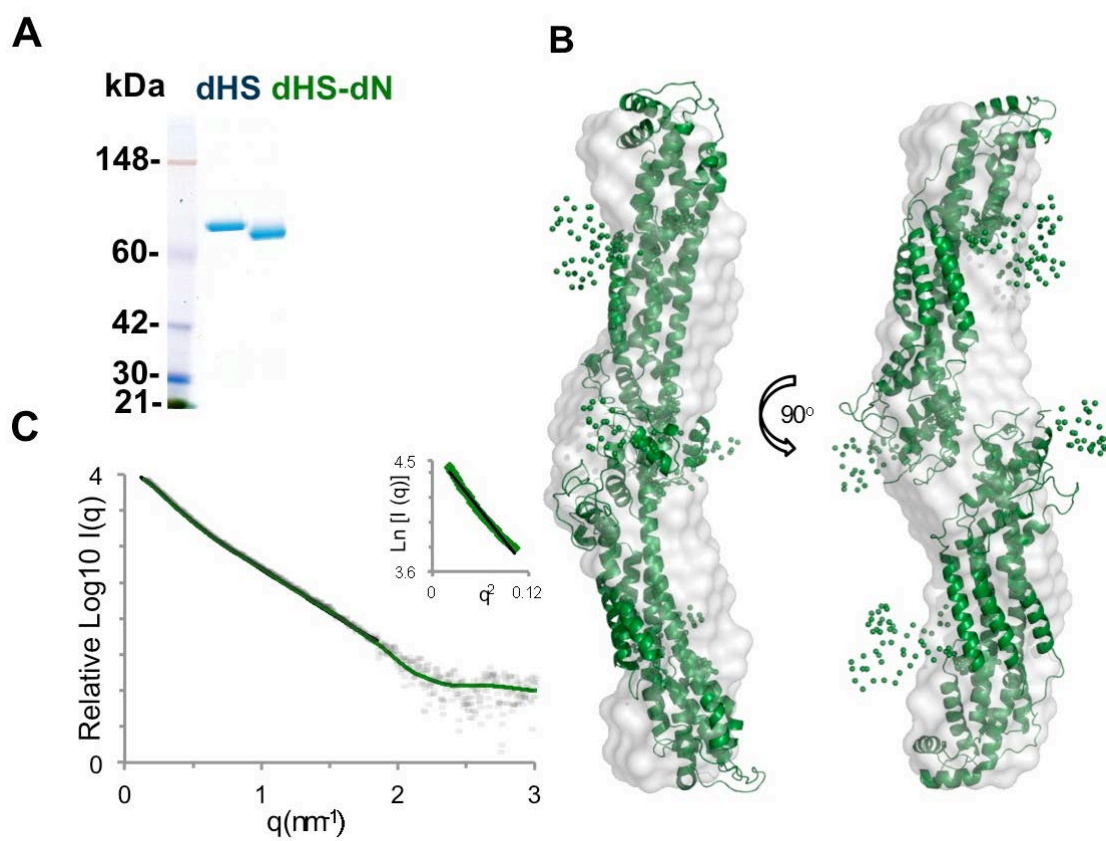 A
B
kDa dHS dHS-dN
148-
60-
42-
30-
21-
90o
C
4
Relative Log10 I(q)
0
0 1 2 3
q(nm-1)
4.5
Ln [I (q)]
3.6
0 q2 0.12